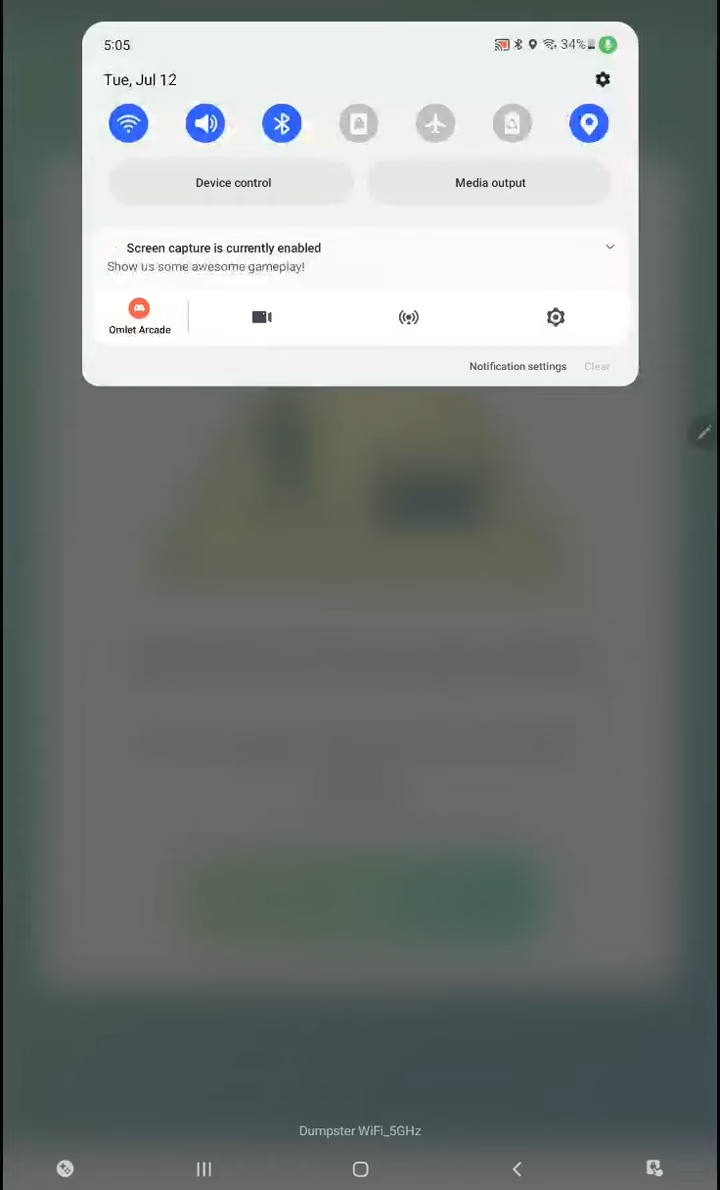 5:05
34%
Tue, Jul 12
Device control
Media output
Screen capture is currently enabled
Show us some awesome gameplay!
Omlet Arcade
Notification settings
Clear
Dumpster WiFi_5GHz